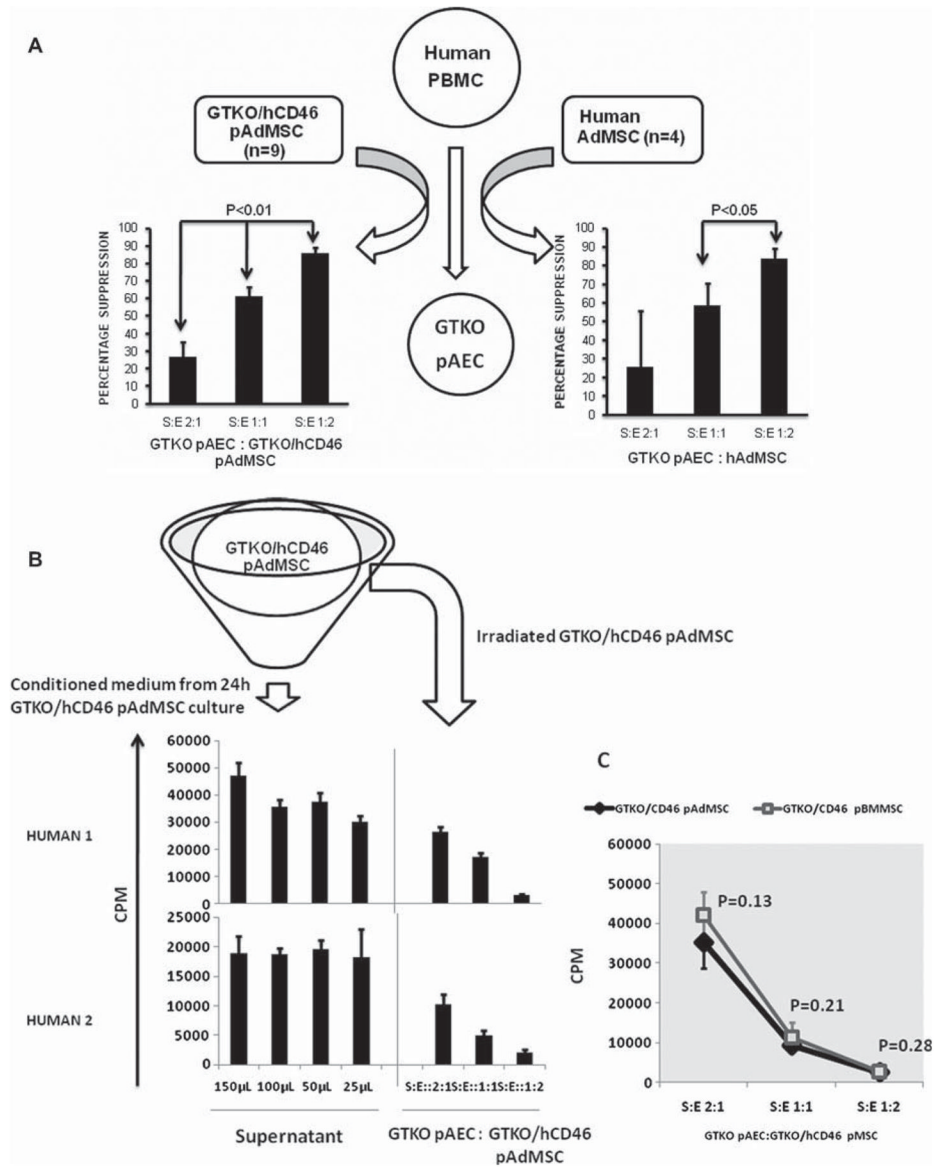 A
Human
PBMC
GTKO/hCD46
pAdMSC
(n=9)
Human
AdMSC (n=4)
P<0.01
PERCENTAGE SUPPRESSION
100
90
80
70
60
50
40
30
20
10
0
S:E 2:1 S:E 1:1 S:E 1:2
GTKO pAEC : GTKO/hCD46
pAdMSC
GTKO
pAEC
P<0.05
PERCENTAGE SUPPRESSION
100
90
80
70
60
50
40
30
20
10
0
S:E 2:1 S:E 1:1 S:E 1:2
GTKO pAEC : hAdMSC
B
GTKO/hCD46
pAdMSC
Irradiated GTKO/hCD46 pAdMSC
Conditioned medium from 24h
GTKO/hCD46 pAdMSC culture
CPM
HUMAN 1
60000
50000
40000
30000
20000
10000
0
HUMAN 2
25000
20000
15000
10000
5000
0
150µL 100µL 50µL 25µL S:E::2:1S:E::1:1S:E::1:2
Supernatant
GTKO pAEC : GTKO/hCD46
pAdMSC
C
GTKO/CD46 pAdMSC GTKO/CD46 pBMMSC
CPM
60000
50000
40000
30000
20000
10000
0
P=0.13
P=0.21
P=0.28
S:E 2:1 S:E 1:1 S:E 1:2
GTKO pAEC:GTKO/hCD46 pMSC